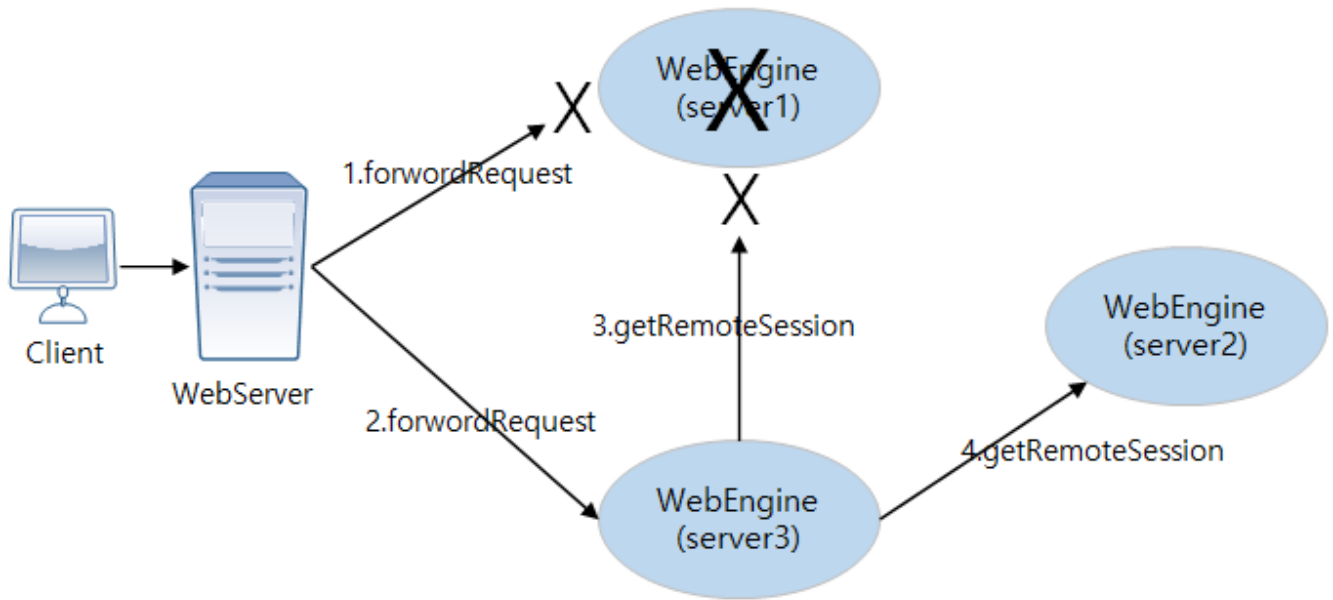 WebEngine
(server1)
1.forwordRequest
3.getRemoteSession
WebEngine
(server2)
Client
WebServer
2.forwordRequest
4.getRemoteSession
WebEngine
(server3)